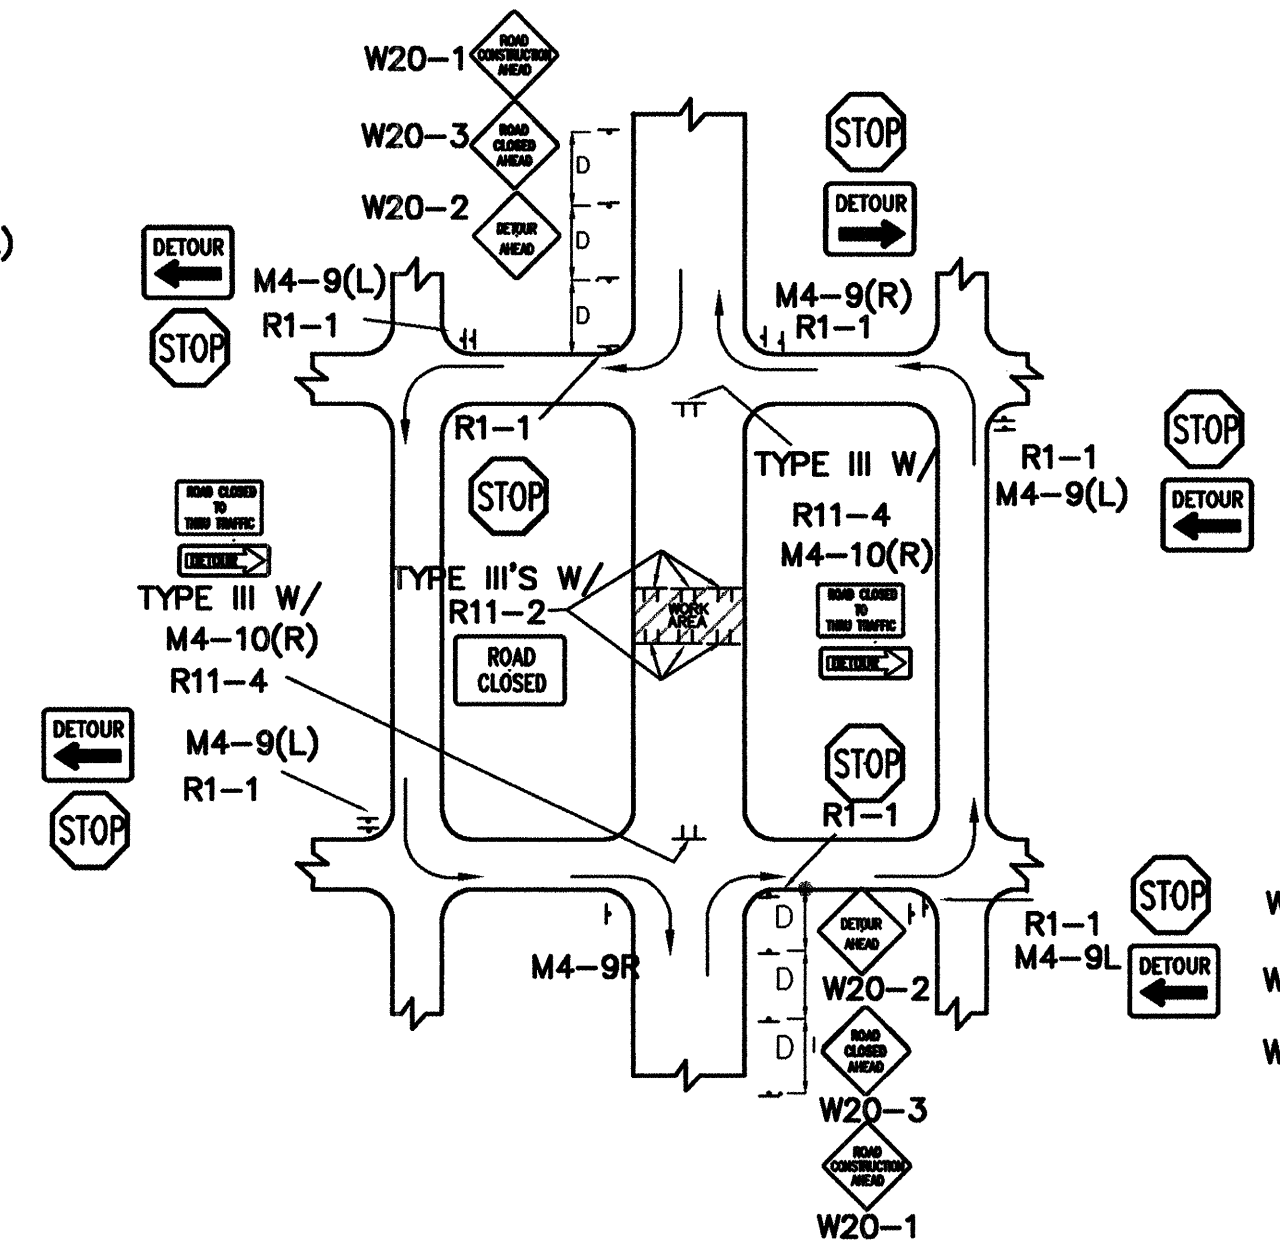 ROAD
CONSTRUCTION
AHEAD
W20-1
ROAD
CLOSED
AHEAD
W20-3
W20-2
DETOUR
AHEAD
D
D
D
STOP
DETOUR
M4-9(R)
R1-1
)
DETOUR
M4-9(L)
R1-1
STOP
R1-1
STOP
TYPE III W/
R11-4
M4-10(R)
ROAD CLOSED
TO
THRU TRAFFIC
DETOUR
STOP
R1-1
M4-9(L)
DETOUR
ROAD CLOSED
TO
THRU TRAFFIC
DETOUR
TYPE III W/
M4-10(R)
R11-4
TYPE III'S W/
R11-2
ROAD
CLOSED
WORK
AREA
DETOUR
M4-9(L)
R1-1
STOP
STOP
R1-1
M4-9R
D
D
D
DETOUR
AHEAD
W20-2
ROAD
CLOSED
AHEAD
W20-3
ROAD
CONSTRUCTION
AHEAD
W20-1
STOP
R1-1
M4-9L
DETOUR
W
W
W